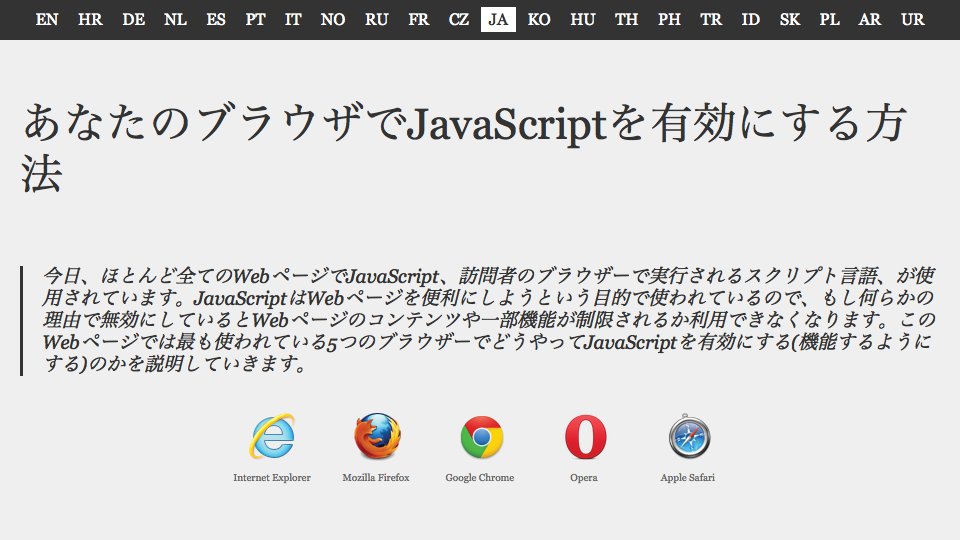 EN HR DE NL ES PT IT NO RU FR CZ JA KO HU TH PH TR ID SK PL AR UR
あなたのブラウザでJavaScriptを有効にする方
法
今日、ほとんど全てのWebページでJavaScript、訪問者のブラウザーで実行されるスクリプト言語、が使
用されています。JavaScriptはWebページを便利にしようという目的で使われているので、もし何らかの
理由で無効にしているとWebページのコンテンツや一部機能が制限されるか利用できなくなります。この
Webページでは最も使われている5つのブラウザーでどうやってJavaScriptを有効にする(機能するように
する)のかを説明していきます。
Internet Explorer Mozilla Firefox Google Chrome Opera Apple Safari